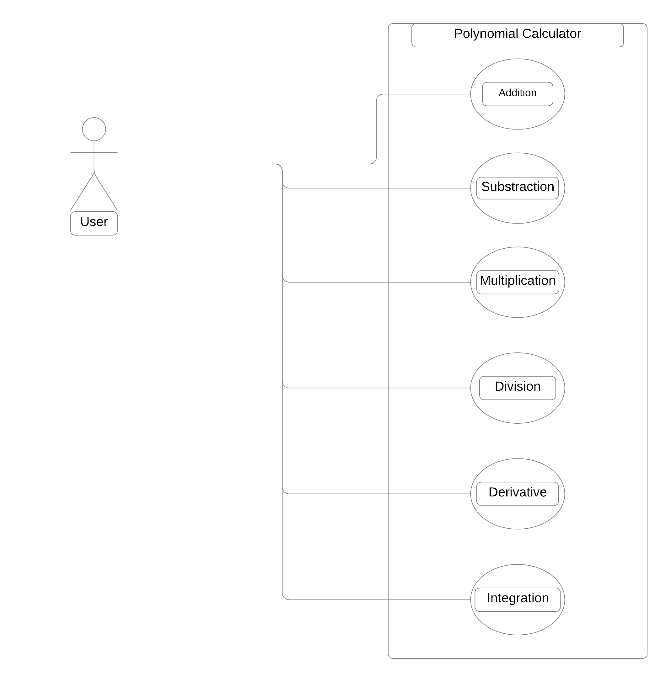 Polynomial Calculator
Addition
Substraction
User
Multiplication
Division
Derivative
Integration